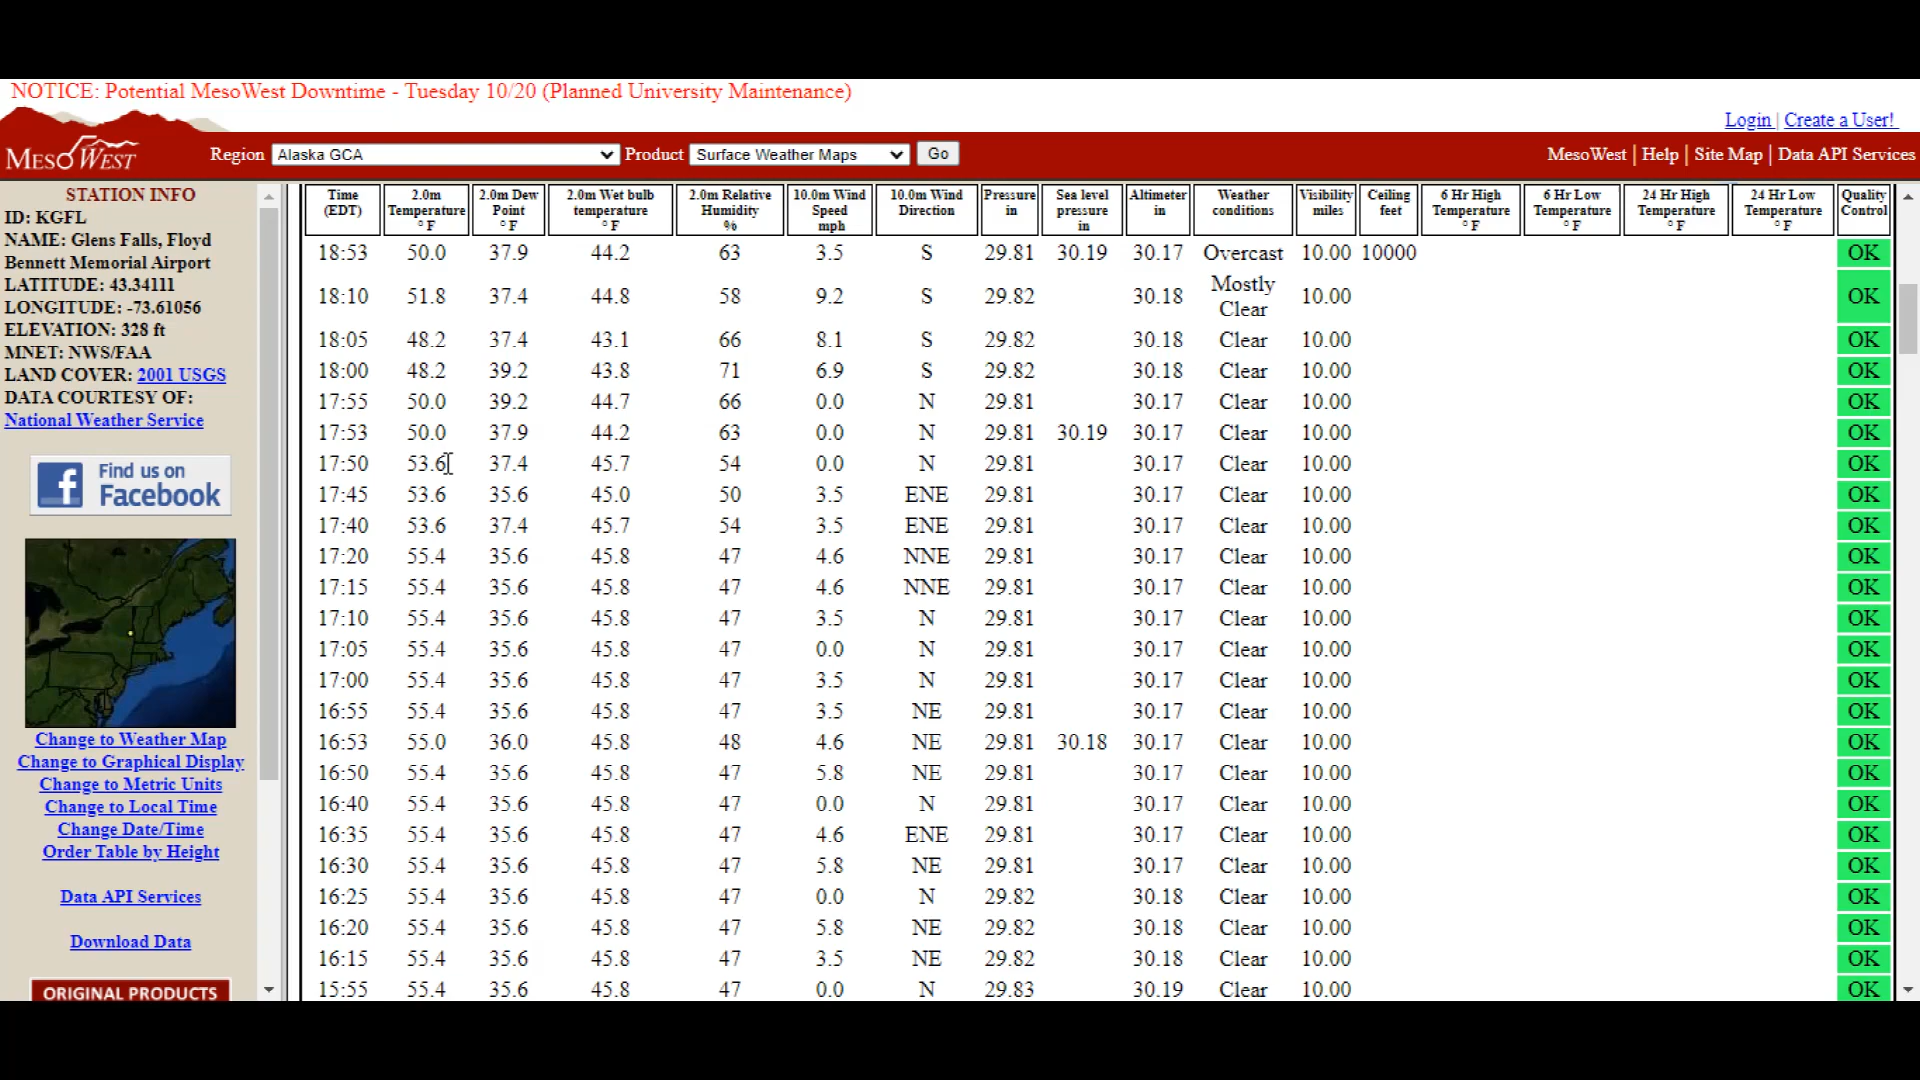 NOTICE: Potential MesoWest Downtime - Tuesday 10/20 (Planned University Maintenance)
Login | Create a User!
MESOWEST Region Alaska GCA Product Surface Weather Maps Go MesoWest | Help | Site Map | Data API Services
STATION INFO
ID: KGFL
NAME: Glens Falls, Floyd
Bennett Memorial Airport
LATITUDE: 43.34111
LONGITUDE: -73.61056
ELEVATION: 328 ft
MNET: NWS/FAA
LAND COVER: 2001 USGS
DATA COURTESY OF:
National Weather Service
Find us on
Facebook
Change to Weather Map
Change to Graphical Display
Change to Metric Units
Change to Local Time
Change Date/Time
Order Table by Height
Data API Services
Download Data
ORIGINAL PRODUCTS
Time 2.0m 2.0m Dew 2.0m Wet bulb 2.0m Relative 10.0m Wind 10.0m Wind Pressure Sea level Altimeter Weather Visibility Ceiling 6 Hr High 6 Hr Low 24 Hr High 24 Hr Low Quality
(EDT) Temperature Point temperature Humidity Speed Direction in pressure in conditions miles feet Temperature Temperature Temperature Temperature Control
° F ° F ° F % mph in ° F ° F ° F ° F
18:53 50.0 37.9 44.2 63 3.5 S 29.81 30.19 30.17 Overcast 10.00 10000 OK
18:10 51.8 37.4 44.8 58 9.2 S 29.82 30.18 Mostly Clear 10.00 OK
18:05 48.2 37.4 43.1 66 8.1 S 29.82 30.18 Clear 10.00 OK
18:00 48.2 39.2 43.8 71 6.9 S 29.82 30.18 Clear 10.00 OK
17:55 50.0 39.2 44.7 66 0.0 N 29.81 30.17 Clear 10.00 OK
17:53 50.0 37.9 44.2 63 0.0 N 29.81 30.19 30.17 Clear 10.00 OK
17:50 53.6 37.4 45.7 54 0.0 N 29.81 30.17 Clear 10.00 OK
17:45 53.6 35.6 45.0 50 3.5 ENE 29.81 30.17 Clear 10.00 OK
17:40 53.6 37.4 45.7 54 3.5 ENE 29.81 30.17 Clear 10.00 OK
17:20 55.4 35.6 45.8 47 4.6 NNE 29.81 30.17 Clear 10.00 OK
17:15 55.4 35.6 45.8 47 4.6 NNE 29.81 30.17 Clear 10.00 OK
17:10 55.4 35.6 45.8 47 3.5 N 29.81 30.17 Clear 10.00 OK
17:05 55.4 35.6 45.8 47 0.0 N 29.81 30.17 Clear 10.00 OK
17:00 55.4 35.6 45.8 47 3.5 N 29.81 30.17 Clear 10.00 OK
16:55 55.4 35.6 45.8 47 3.5 NE 29.81 30.17 Clear 10.00 OK
16:53 55.0 36.0 45.8 48 4.6 NE 29.81 30.18 30.17 Clear 10.00 OK
16:50 55.4 35.6 45.8 47 5.8 NE 29.81 30.17 Clear 10.00 OK
16:40 55.4 35.6 45.8 47 0.0 N 29.81 30.17 Clear 10.00 OK
16:35 55.4 35.6 45.8 47 4.6 ENE 29.81 30.17 Clear 10.00 OK
16:30 55.4 35.6 45.8 47 5.8 NE 29.81 30.17 Clear 10.00 OK
16:25 55.4 35.6 45.8 47 0.0 N 29.82 30.18 Clear 10.00 OK
16:20 55.4 35.6 45.8 47 5.8 NE 29.82 30.18 Clear 10.00 OK
16:15 55.4 35.6 45.8 47 3.5 NE 29.82 30.18 Clear 10.00 OK
15:55 55.4 35.6 45.8 47 0.0 N 29.83 30.19 Clear 10.00 OK